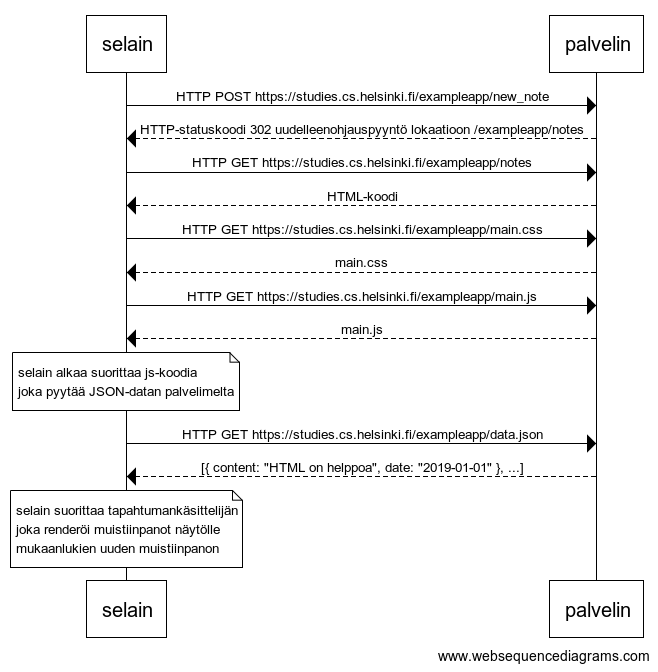 selain
palvelin
HTTP POST https://studies.cs.helsinki.fi/exampleapp/new_note
HTTP-statuskoodi 302 uudelleenohjauspyyntö lokaatioon /exampleapp/notes
HTTP GET https://studies.cs.helsinki.fi/exampleapp/notes
HTML-koodi
HTTP GET https://studies.cs.helsinki.fi/exampleapp/main.css
main.css
HTTP GET https://studies.cs.helsinki.fi/exampleapp/main.js
main.js
selain alkaa suorittaa js-koodia
joka pyytää JSON-datan palvelimelta
HTTP GET https://studies.cs.helsinki.fi/exampleapp/data.json
[{ content: "HTML on helppoa", date: "2019-01-01" }, ...]
selain suorittaa tapahtumankäsittelijän
joka renderöi muistiinpanot näytölle
mukaanlukien uuden muistiinpanon
selain
palvelin
www.websequencediagrams.com